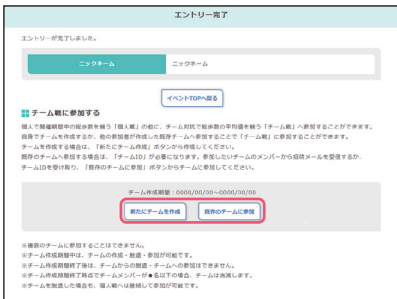 エントリー完了
エントリーが完了しました。
ニックネーム ニックネーム
イベントTOPへ戻る
チーム戦に参加する
個人で開催期間中の総歩数を競う「個人戦」の他に、チーム対抗で総歩数の平均値を競う「チーム戦」へ参加することができます。
自身でチームを作成するか、他の参加者が作成した既存チームへ参加することで「チーム戦」に参加することができます。
チームを作成する場合は、「新たにチーム作成」ボタンから作成してください。
既存のチームへ参加する場合は、「チームID」が必要になります。参加したいチームのメンバーから招待メールを受信するか、
チームIDを受け取り、「既存のチームに参加」ボタンからチームに参加してください。
チーム作成期間：0000/00/00～0000/00/00
新たにチームを作成 既存のチームに参加
※複数のチームに参加することはできません。
※チーム作成期間中は、チームの作成・脱退・参加が可能です。
※チーム作成期間終了後は、チームからの脱退・チームへの参加はできません。
※チーム作成期間終了時点でチームメンバーが●名以下の場合、チームは消滅します。
※チームを脱退した場合も、個人戦へは継続して参加が可能です。